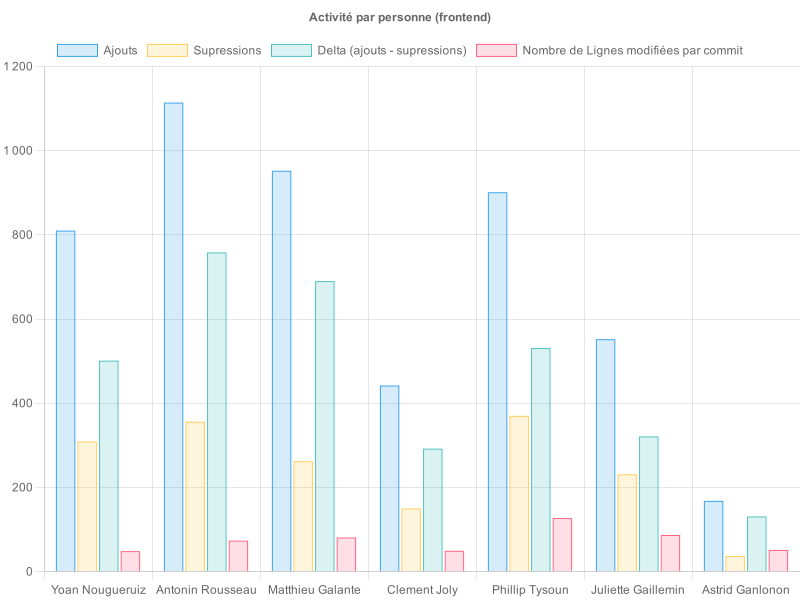 Activité par personne (frontend)
Ajouts Supressions Delta (ajouts - supressions) Nombre de Lignes modifiées par commit
1 200
1 000
800
600
400
200
0
Yoan Nougueruiz Antonin Rousseau Matthieu Galante Clement Joly Phillip Tysoun Juliette Gaillemin Astrid Ganlonon